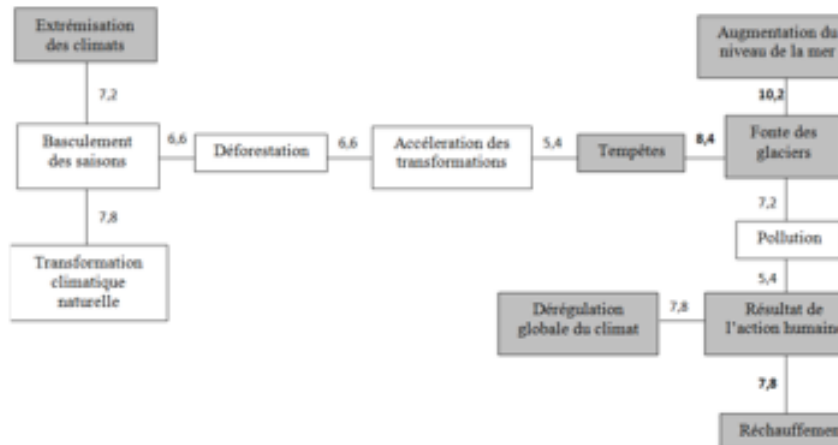 Extrémisation
des climats
Augmentation du
niveau de la mer
7,2
10,2
Basculement
des saisons
6,6
Déforestation
6,6
Accélération des
transformations
5,4
Tempêtes
8,4
Fonte des
glaciers
7,8
7,2
Transformation
climatique
naturelle
Pollution
5,4
Dérégulation
globale du climat
7,8
Résultat de
l'action humaine
7,8
Réchauffemen